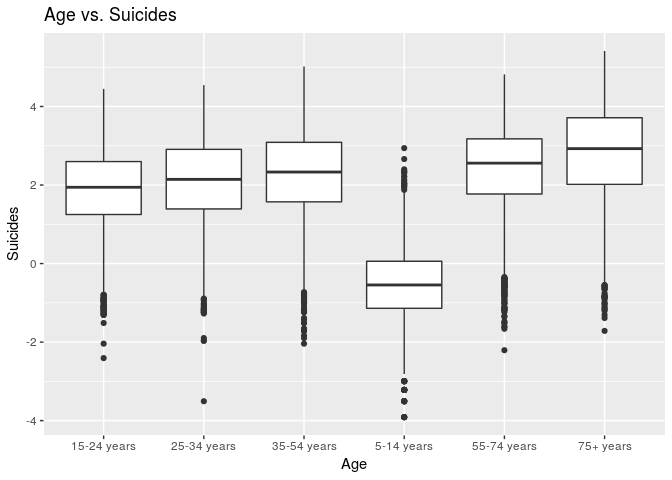 Age vs. Suicides
Suicides
4
2
0
-2
-4
15-24 years 25-34 years 35-54 years 5-14 years 55-74 years 75+ years
Age